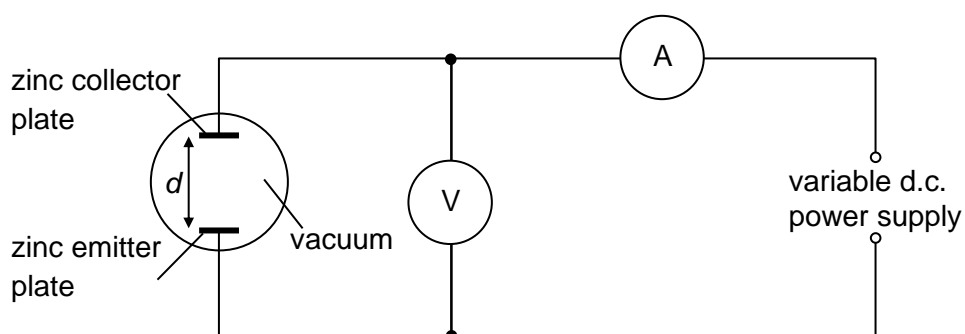 A
zinc collector
plate
d
V
variable d.c.
power supply
vacuum
zinc emitter
plate